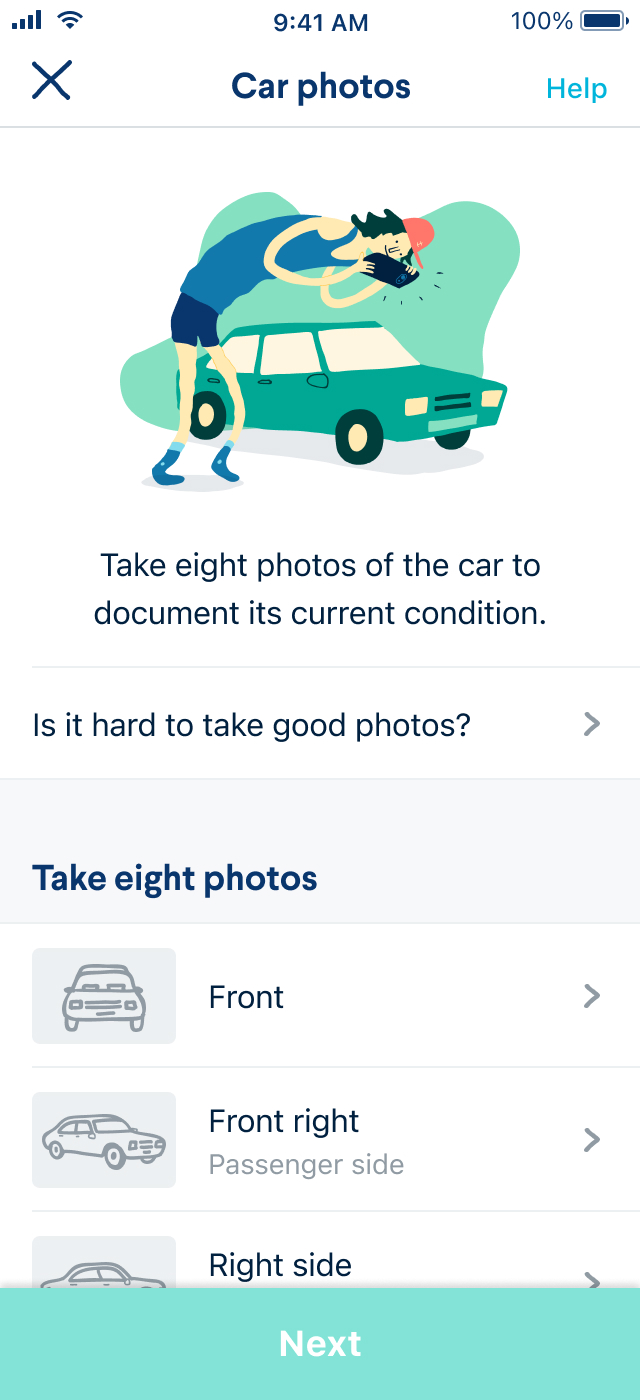 9:41 AM
100%
Car photos
Help
Take eight photos of the car to
document its current condition.
Is it hard to take good photos?
Take eight photos
Front
Front right
Passenger side
Right side
Next